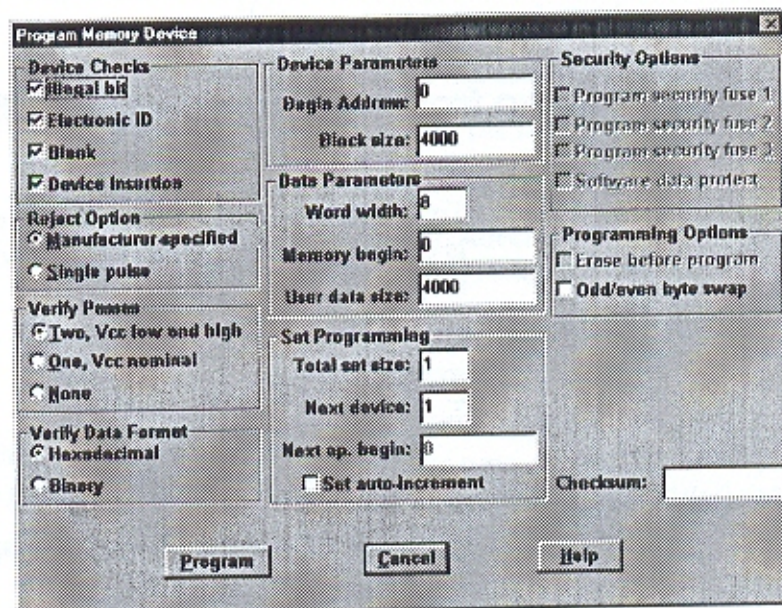 Program Memory Device
Device Checks
Illegal bit
Electronic ID
Blank
Device Insertion
Reject Option
Manufacturer-specified
Single pulse
Verify Passes
Two, Vcc low and high
One, Vcc nominal
None
Verify Data Format
Hexadecimal
Binary
Device Parameters
Begin Address: 0
Block size: 4000
Data Parameters
Word width: 8
Memory begin: 0
User data size: 4000
Set Programming
Total set size: 1
Next device: 1
Next op. begin: 0
Set auto-increment
Security Options
Program security fuse 1
Program security fuse 2
Program security fuse 3
Software data protect
Programming Options
Erase before program
Odd/even byte swap
Checksum:
Program
Cancel
Help